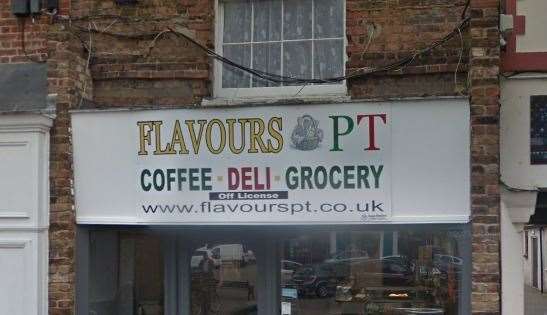 FLAVOURS PT
COFFEE · DELI · GROCERY
Off License
www.flavourspt.co.uk